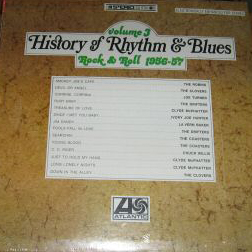 STEREO
volume 3
History of Rhythm & Blues
Rock & Roll 1956-57
SMOKEY JOE'S CAFE THE ROBINS
DEVIL OR ANGEL THE CLOVERS
CORRINE, CORRINA JOE TURNER
RUBY BABY THE DRIFTERS
TREASURE OF LOVE CLYDE McPHATTER
SINCE I MET YOU BABY IVORY JOE HUNTER
JIM DANDY LA VERN BAKER
FOOLS FALL IN LOVE THE DRIFTERS
SEARCHIN' THE COASTERS
YOUNG BLOOD THE COASTERS
C. C. RIDER CHUCK WILLIS
JUST TO HOLD MY HAND CLYDE McPHATTER
LONG LONELY NIGHTS CLYDE McPHATTER
DOWN IN THE ALLEY THE CLOVERS
ATLANTIC